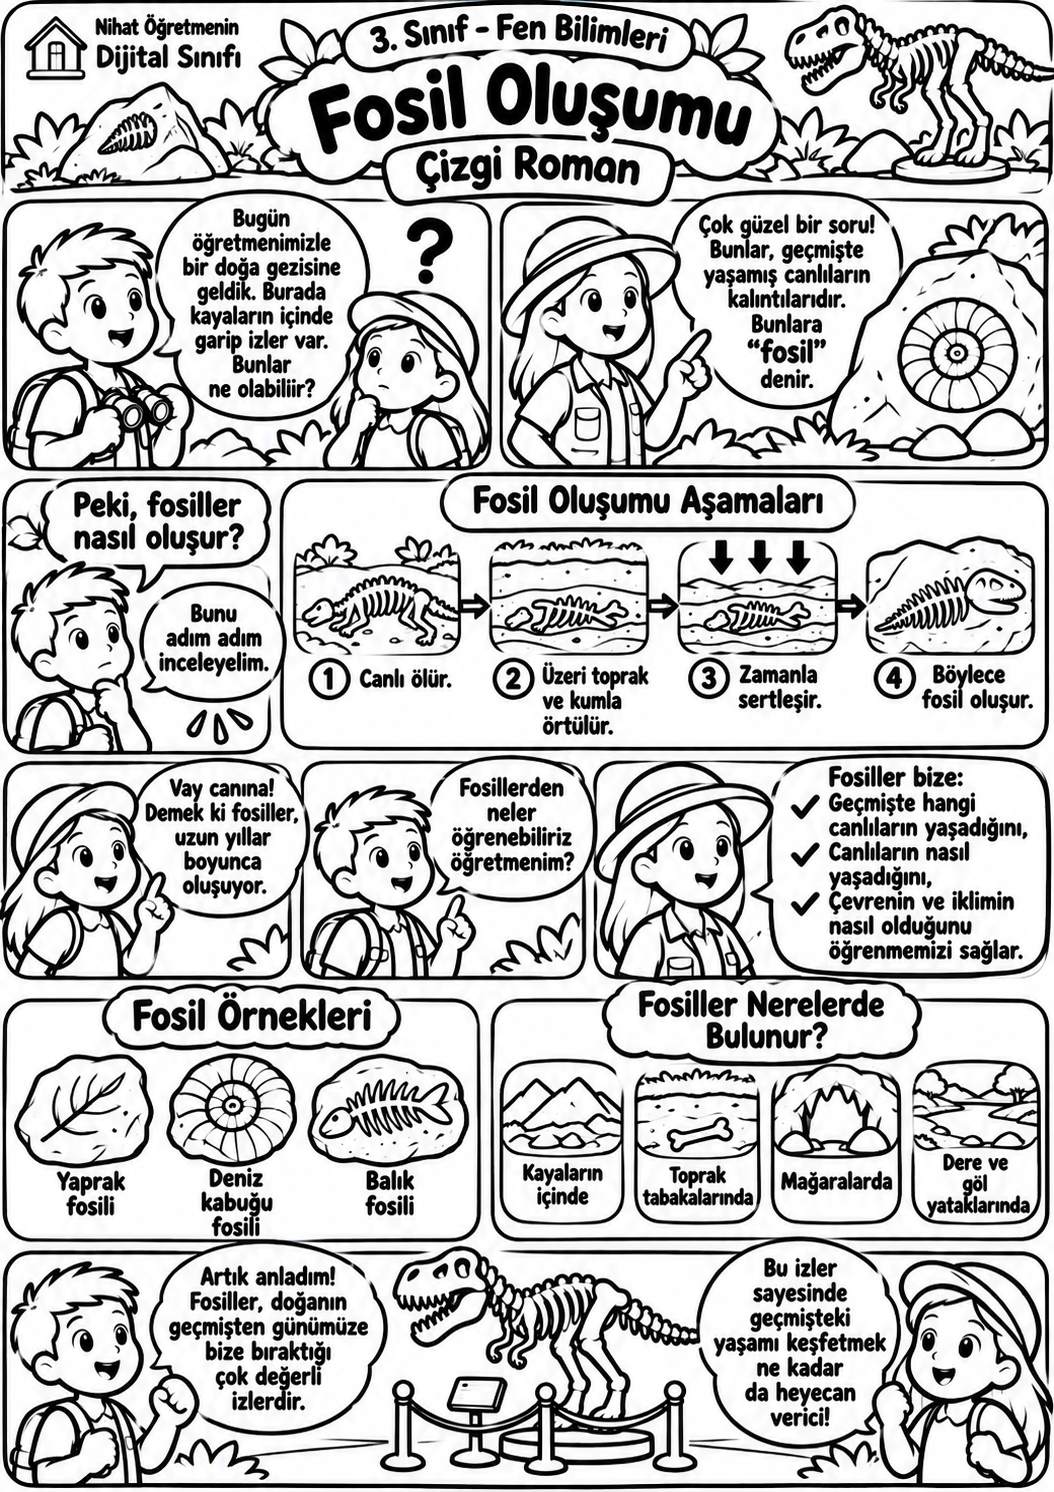 Nihat Öğretmenin
Dijital Sınıfı
3. Sınıf - Fen Bilimleri
Fosil Oluşumu
Çizgi Roman
Bugün
öğretmenimizle
bir doğa gezisine
geldik. Burada
kayaların içinde
garip izler var.
Bunlar
ne olabiliir?
?
Çok güzel bir soru!
Bunlar, geçmişte
yaşamış canlıların
kalıntılarıdır.
Bunlara
“fosil”
denir.
Peki, fosiller
nasıl oluşur?
Bunu
adım adım
inceleyelim.
Fosil Oluşumu Aşamaları
1 Canlı ölür.
2 Üzeri toprak
ve kumla
örtülür.
3 Zamanla
sertleşir.
4 Böylece
fosil oluşur.
Vay canına!
Demek ki fosiller,
uzun yıllar
boyunca
oluşuyor.
Fosillerden
neler
öğrenebiliriz
öğretmenim?
Fosiller bize:
✓ Geçmişte hangi
canlıların yaşadığını,
✓ Canlıların nasıl
yaşadığını,
✓ Çevrenin ve iklimin
nasıl olduğunu
öğrenmemizi sağlar.
Fosil Örnekleri
Yaprak
fosili
Deniz
kabuğu
fosili
Balık
fosili
Fosiller Nerelerde
Bulunur?
Kayaların
içinde
Toprak
tabakalarında
Mağaralarda
Dere ve
göl
yataklarında
Artık anladım!
Fosiller, doğanın
geçmişten günümüze
bize bıraktığı
çok değerli
izlerdir.
Bu izler
sayesinde
geçmişteki
yaşamı keşfetmek
ne kadar
da heyecan
verici!